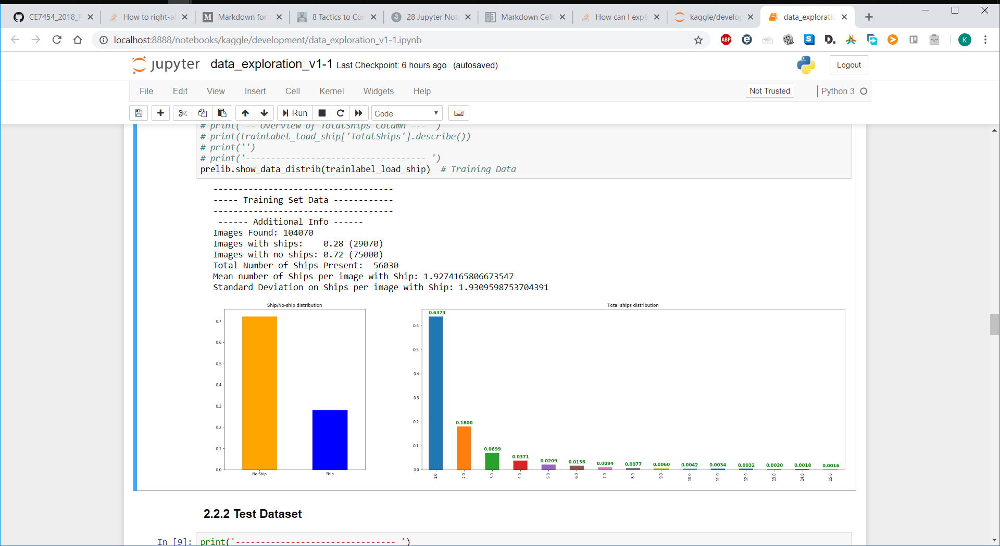 CE7454_2018_P
How to right-al
Markdown for J
8 Tactics to Cor
28 Jupyter Note
Markdown Cell
How can I expli
kaggle/develop
data_exploratio
localhost:8888/notebooks/kaggle/development/data_exploration_v1-1.ipynb
ABP
S
D.
K
jupyter data_exploration_v1-1 Last Checkpoint: 6 hours ago (autosaved)
Logout
File Edit View Insert Cell Kernel Widgets Help
Not Trusted
Python 3
Run
Code
# print( -- Overview of TotalShips Column --- )
# print(trainlabel_load_ship['TotalShips'].describe())
# print('')
# print('------------------------------------ ')
prelib.show_data_distrib(trainlabel_load_ship)  # Training Data
------------------------------------
----- Training Set Data ------------
------------------------------------
------ Additional Info ------
Images Found: 104070
Images with ships:    0.28 (29070)
Images with no ships: 0.72 (75000)
Total Number of Ships Present:  56030
Mean number of Ships per image with Ship: 1.9274165806673547
Standard Deviation on Ships per image with Ship: 1.9309598753704391
Ship/No-ship distribution
0.7
0.6
0.5
0.4
0.3
0.2
0.1
0.0
No Ship
Ship
Total ships distribution
0.6
0.5
0.4
0.3
0.2
0.1
0.0
0.6373
0.1800
0.0699
0.0371
0.0209
0.0156
0.0094
0.0077
0.0060
0.0042
0.0034
0.0032
0.0020
0.0018
0.0016
1.0
2.0
3.0
4.0
5.0
6.0
7.0
8.0
9.0
10.0
11.0
12.0
13.0
14.0
15.0
2.2.2 Test Dataset
In [9]: print('-------------------------------- ')